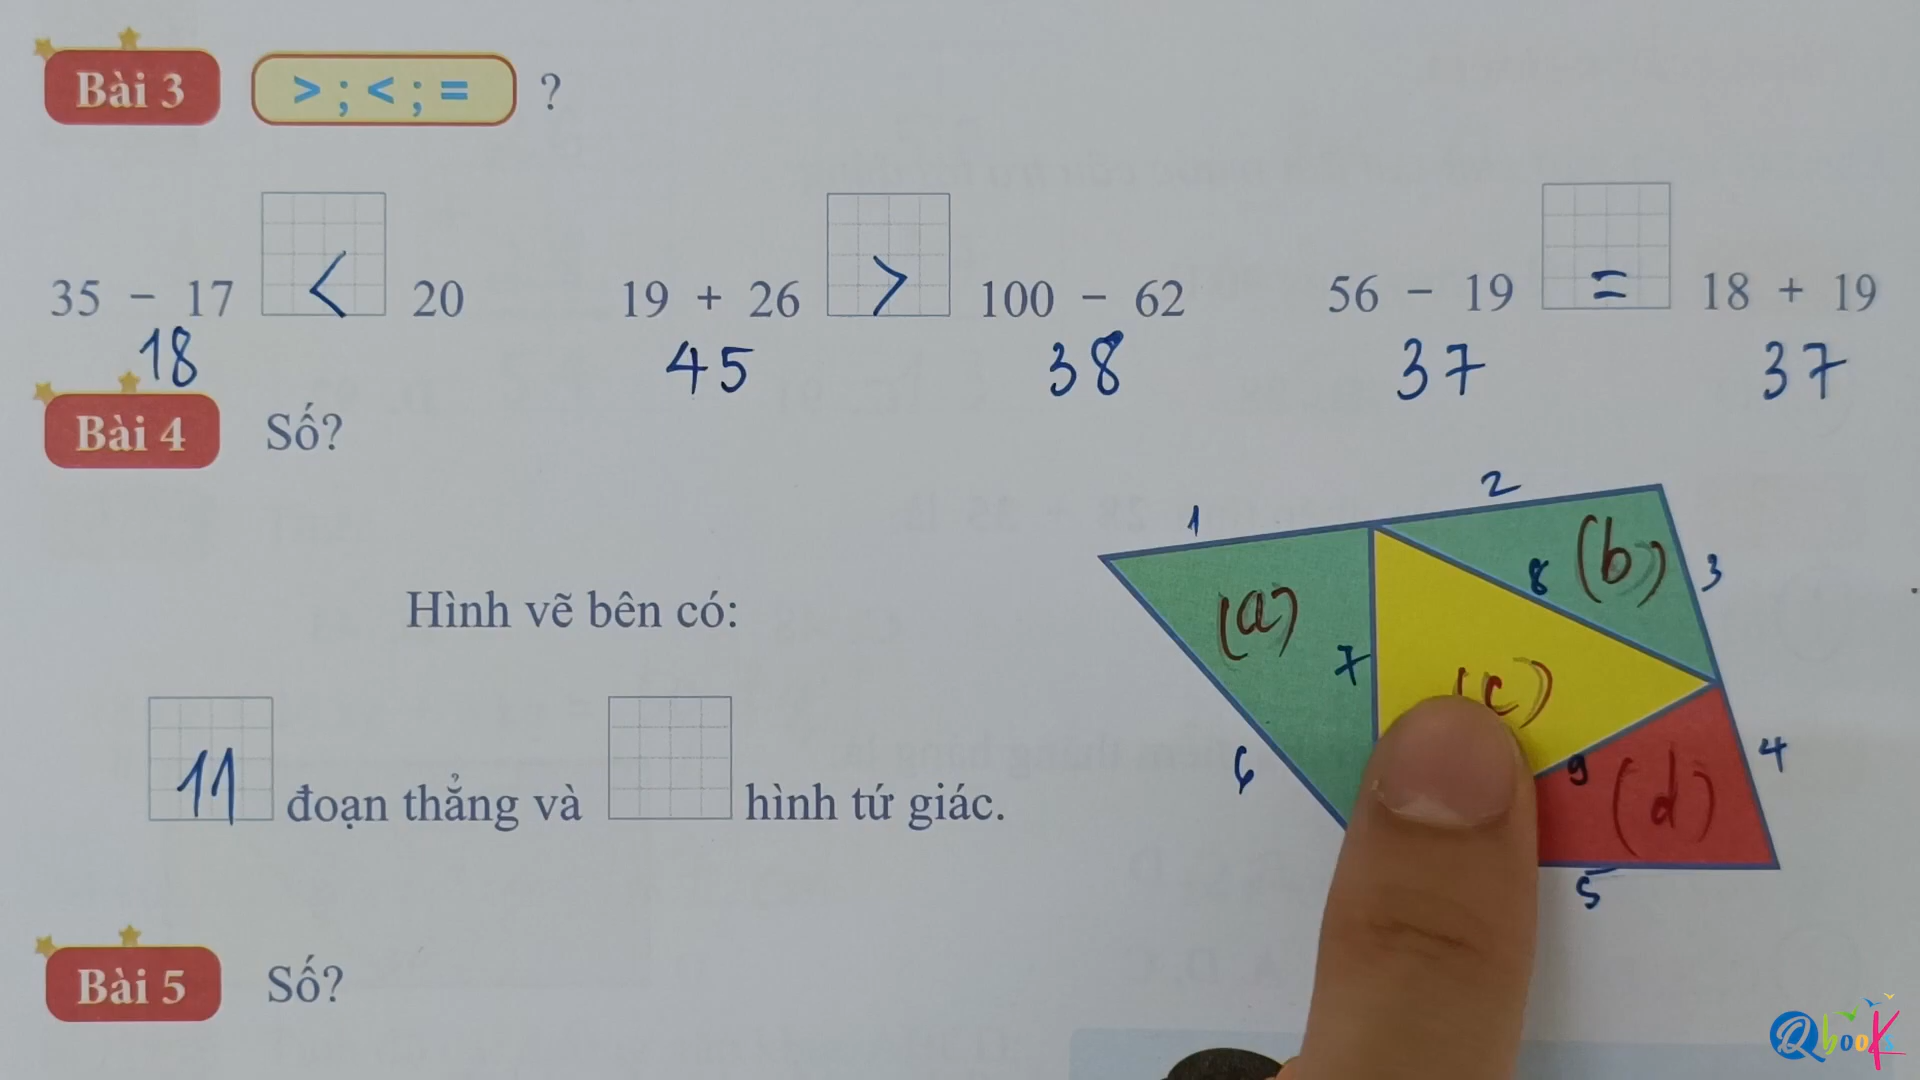 Bài 3 > ; < ; = ?
35 - 17 < 20 19 + 26 > 100 - 62 56 - 19 = 18 + 19
18 45 38 37 37
Bài 4 Số?
1 2 3 4 5 6 7 8 9
(a) (b) (c) (d)
Hình vẽ bên có:
11 đoạn thẳng và hình tứ giác.
Bài 5 Số?
Qbook